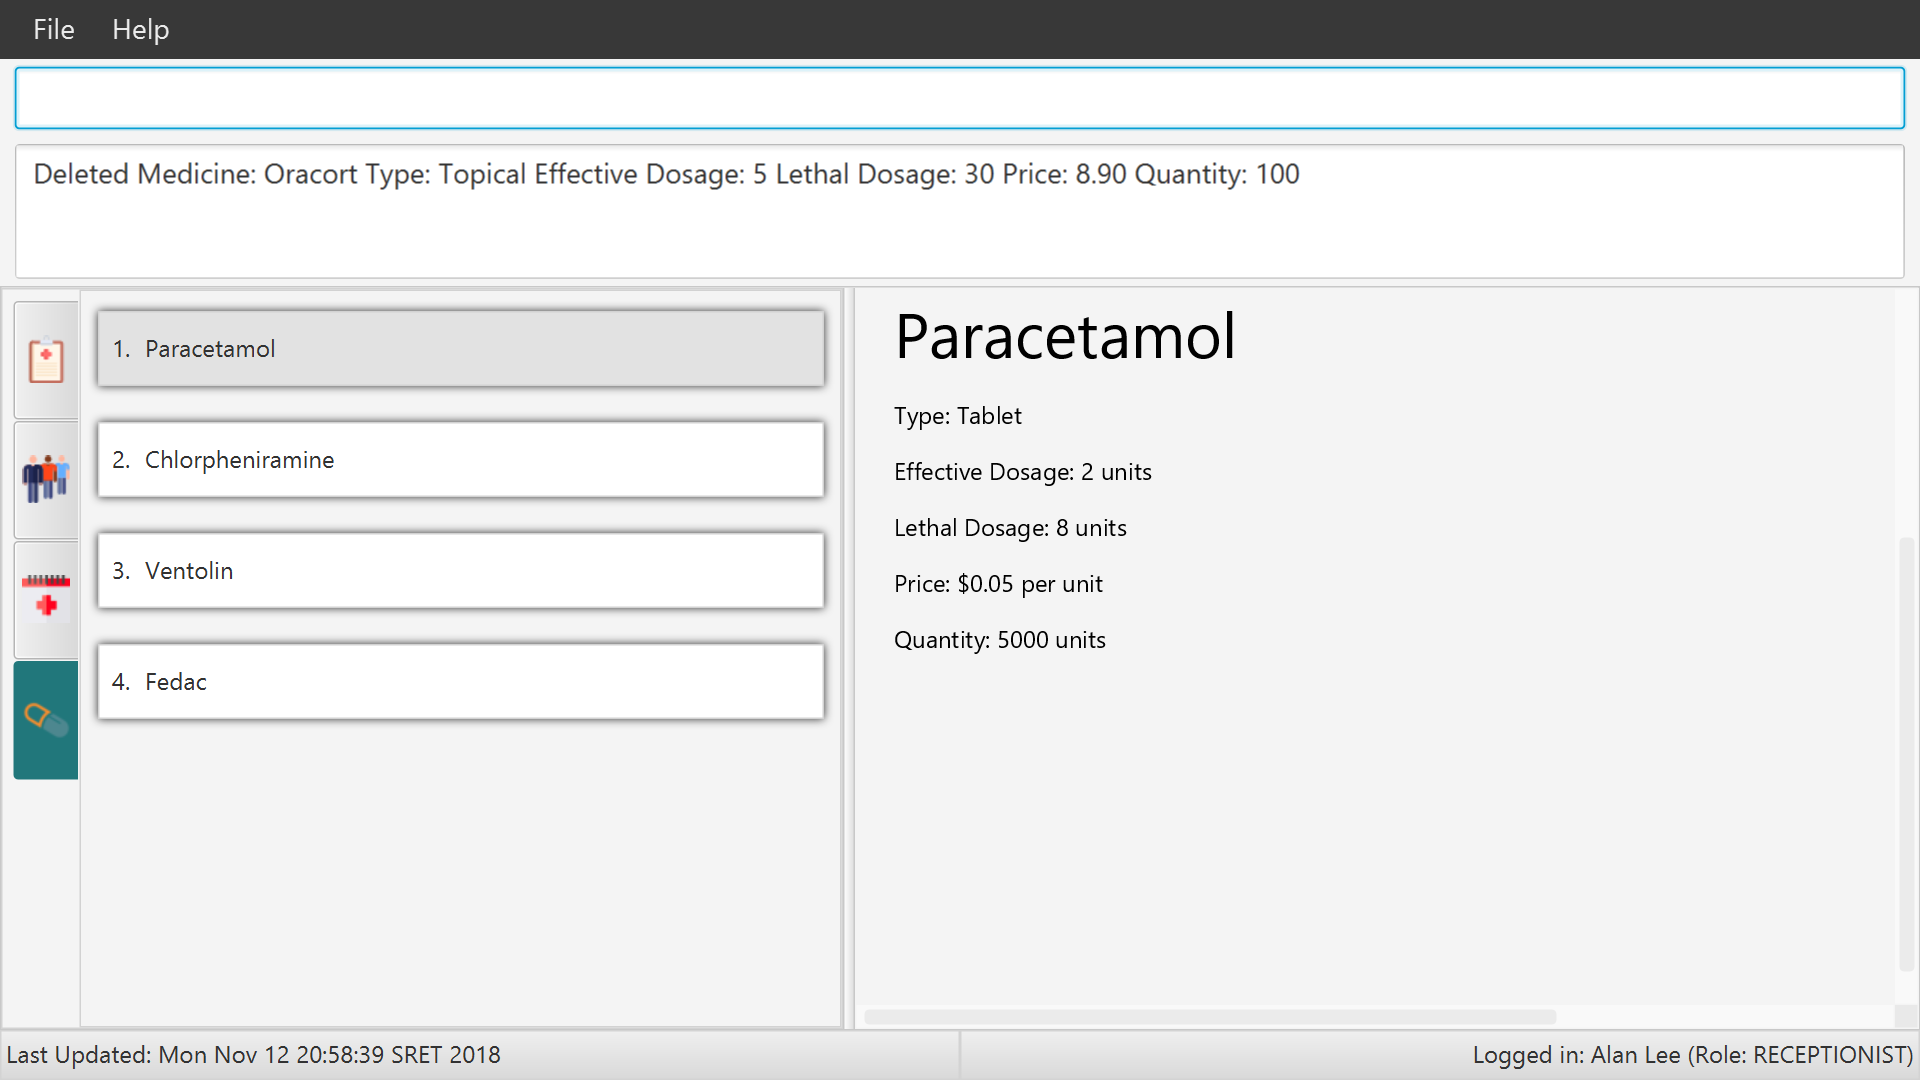 File Help
Deleted Medicine: Oracort Type: Topical Effective Dosage: 5 Lethal Dosage: 30 Price: 8.90 Quantity: 100
1. Paracetamol
2. Chlorpheniramine
3. Ventolin
4. Fedac
Paracetamol
Type: Tablet
Effective Dosage: 2 units
Lethal Dosage: 8 units
Price: $0.05 per unit
Quantity: 5000 units
Last Updated: Mon Nov 12 20:58:39 SRET 2018
Logged in: Alan Lee (Role: RECEPTIONIST)